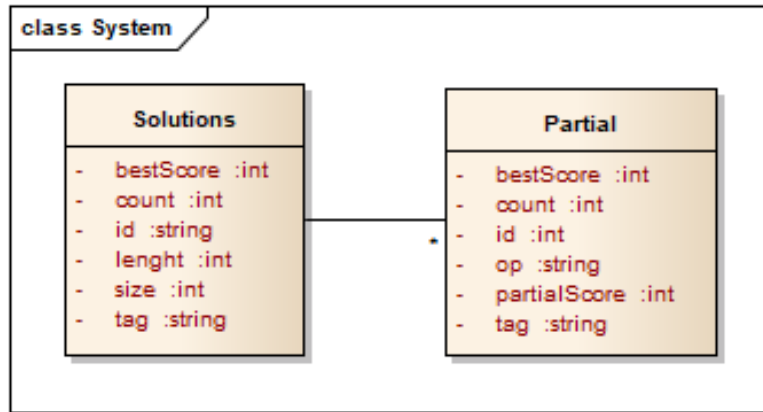 class System
Solutions
- bestScore :int
- count :int
- id :string
- lenght :int
- size :int
- tag :string
*
Partial
- bestScore :int
- count :int
- id :int
- op :string
- partialScore :int
- tag :string